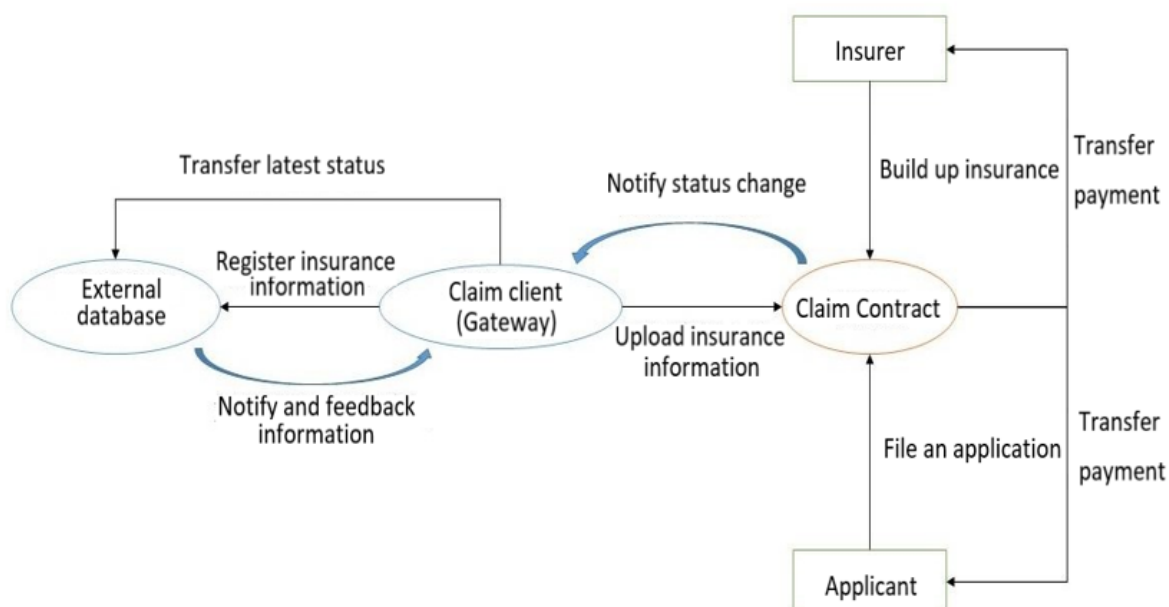 Insurer
Transfer latest status
Notify status change
Build up insurance
Transfer
payment
External
database
Register insurance
information
Claim client
(Gateway)
Claim Contract
Upload insurance
information
Notify and feedback
information
File an application
Transfer
payment
Applicant